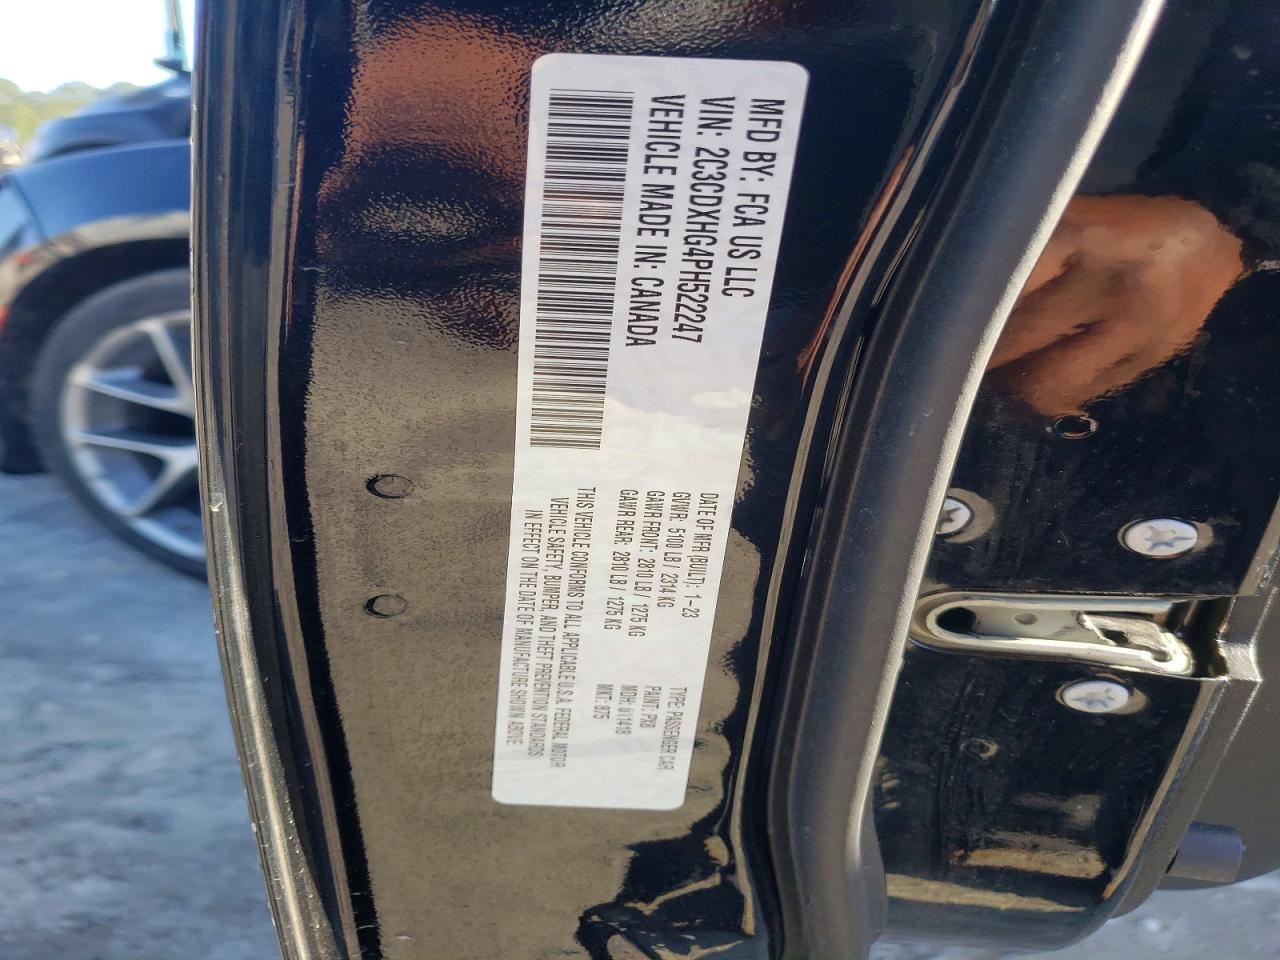 MFD BY: FCA US LLC
VIN: 2C3CDXHG4PH522247
VEHICLE MADE IN: CANADA
DATE OF MFR (BUILT): 1-23
GVWR: 5100 LB / 2314 KG
GAWR FRONT: 2810 LB / 1275 KG
GAWR REAR: 2810 LB / 1275 KG
TYPE: PASSENGER CAR
PAINT: PX8
MDH: 011418
MKT: 875
THIS VEHICLE CONFORMS TO ALL APPLICABLE U.S.A. FEDERAL MOTOR
VEHICLE SAFETY, BUMPER, AND THEFT PREVENTION STANDARDS
IN EFFECT ON THE DATE OF MANUFACTURE SHOWN ABOVE.